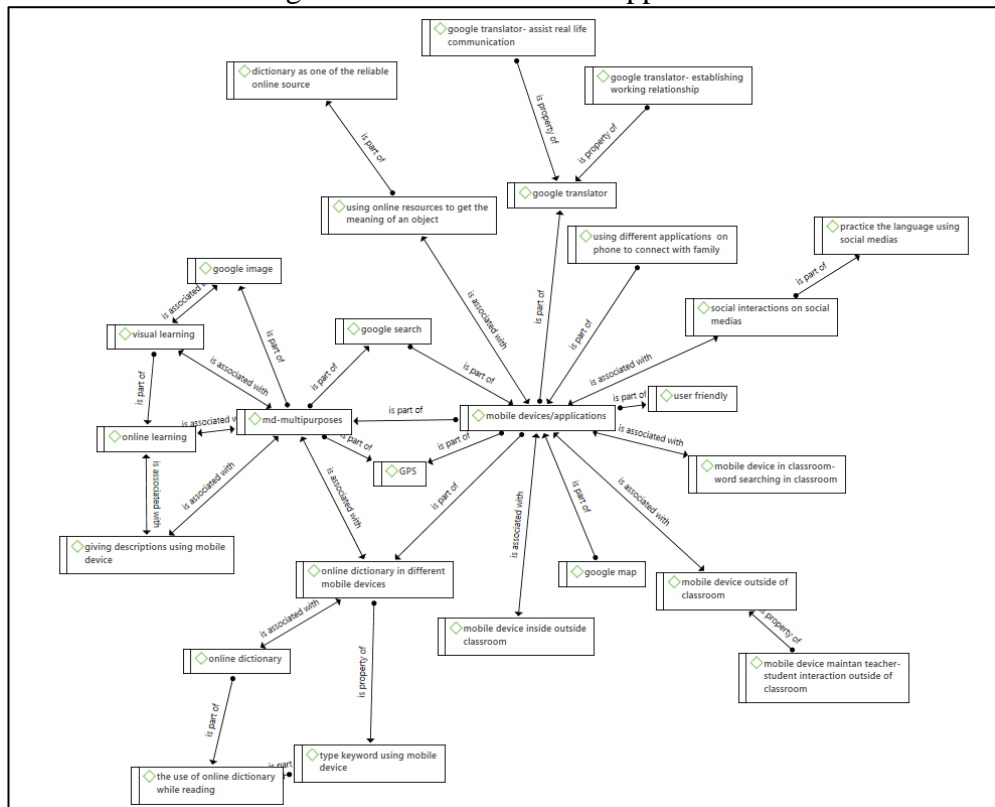 google translator- assist real life
communication
dictionary as one of the reliable
online source
google translator- establishing
working relationship
is property of
is property of
is part of
google translator
using online resources to get the
meaning of an object
practice the language using
social medias
using different applications on
phone to connect with family
is part of
google image
is associated w
social interactions on social
medias
is part of
google search
is associated with
is part of
is part of
visual learning
is associated with
is part of
is part of
is associated with
is part of
user friendly
is part of
mobile devices/applications
is part of
md-multipurposes
is associated w
online learning
is part of
is part of
is associated with
GPS
mobile device in classroom-
word searching in classroom
is associated with
is associated with
is associated with
is part of
is associated with
is part of
is associated with
giving descriptions using mobile
device
online dictionary in different
mobile devices
google map
mobile device outside of
classroom
is associated with
is property of
mobile device inside outside
classroom
online dictionary
is property of
mobile device maintan teacher-
student interaction outside of
classroom
is part of
type keyword using mobile
device
is part
the use of online dictionary
while reading